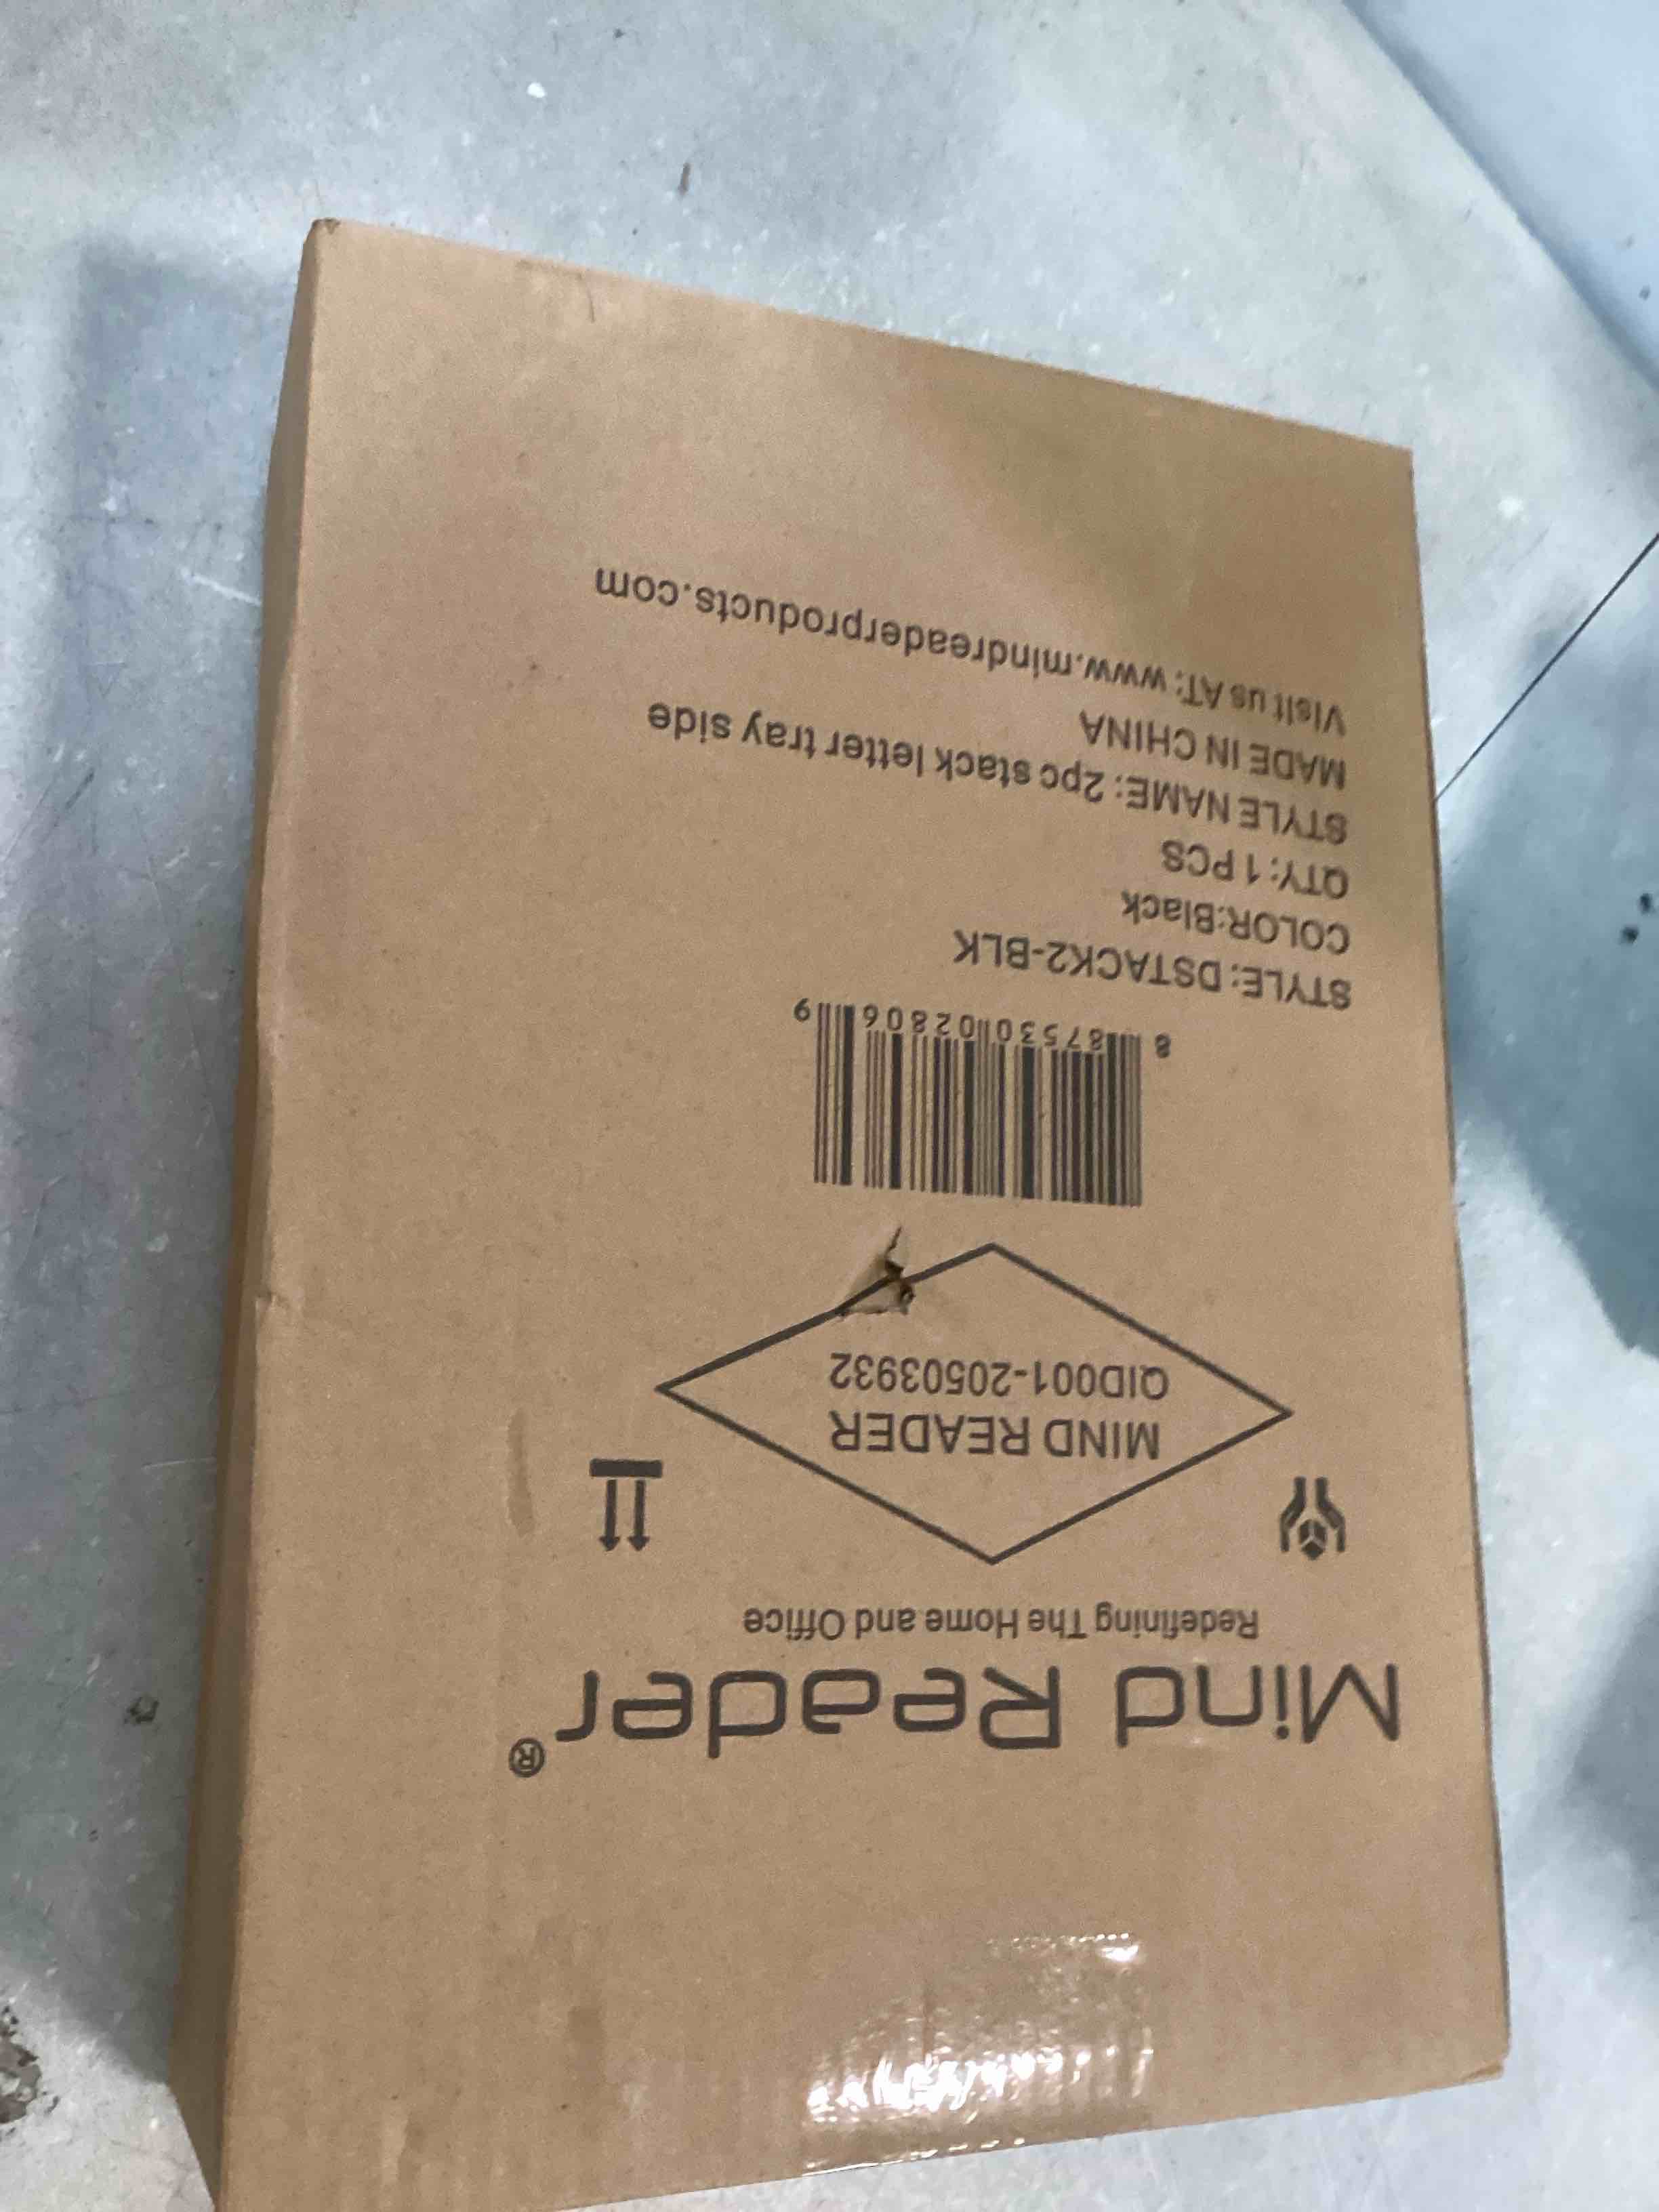 Mind Reader®
Redefining The Home and Office
MIND READER
QID001-20503932
8 87530 02806 9
STYLE: DSTACK2-BLK
COLOR:Black
QTY: 1 PCS
STYLE NAME: 2pc stack letter tray side
MADE IN CHINA
Visit us AT: www.mindreaderproducts.com